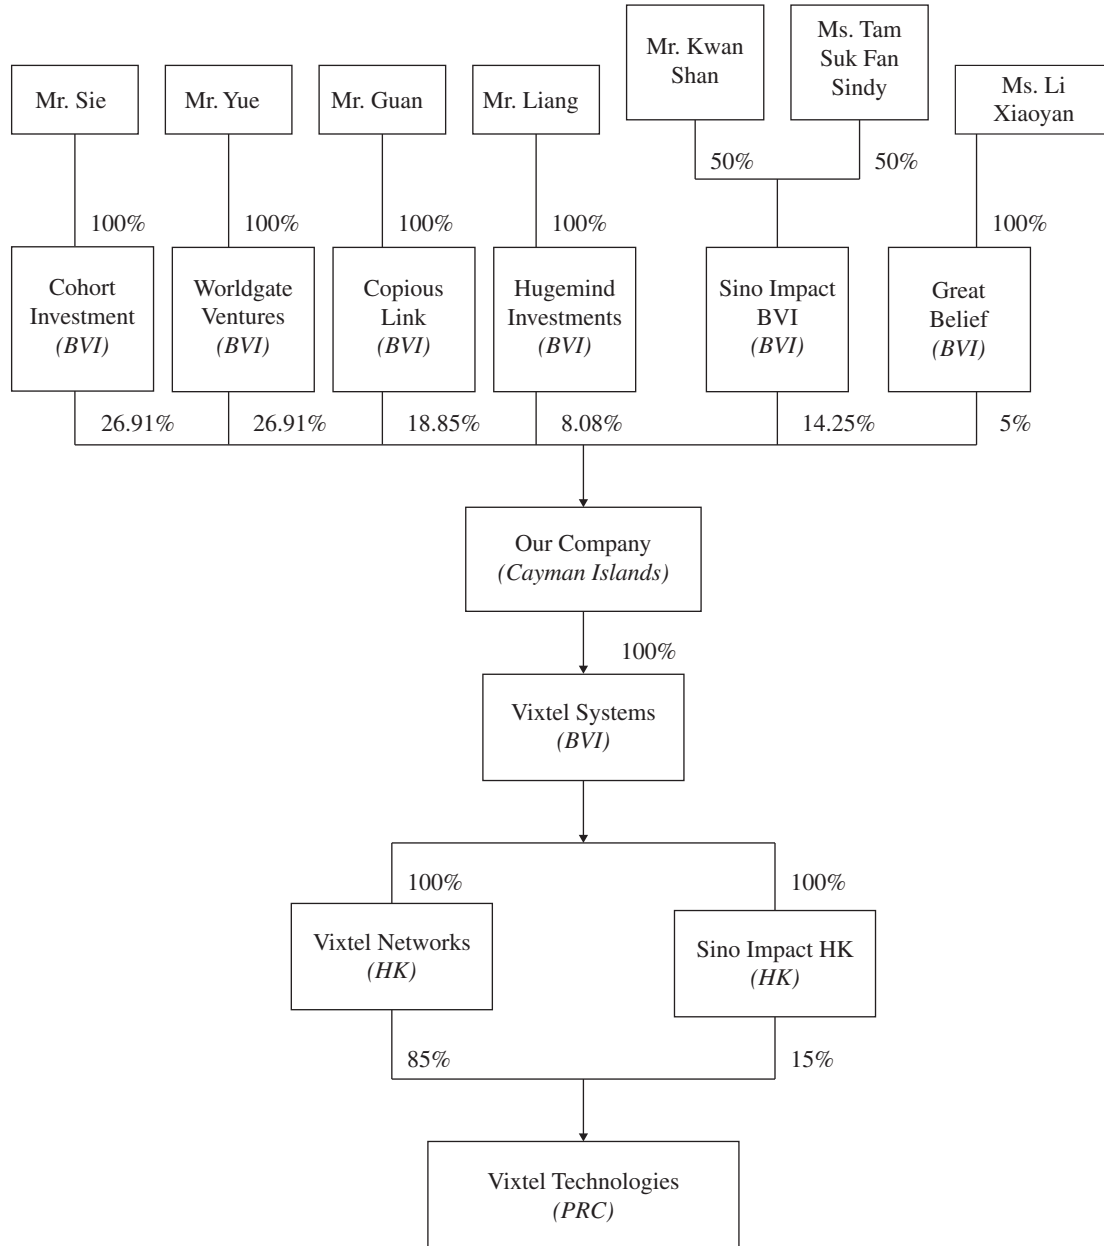 Mr. Kwan
Shan
Ms. Tam
Suk Fan
Sindy
Mr. Sie
Mr. Yue
Mr. Guan
Mr. Liang
Ms. Li
Xiaoyan
50%
50%
100%
100%
100%
100%
100%
Cohort
Investment
(BVI)
Worldgate
Ventures
(BVI)
Copious
Link
(BVI)
Hugemind
Investments
(BVI)
Sino Impact
BVI
(BVI)
Great
Belief
(BVI)
26.91%
26.91%
18.85%
8.08%
14.25%
5%
Our Company
(Cayman Islands)
100%
Vixtel Systems
(BVI)
100%
100%
Vixtel Networks
(HK)
Sino Impact HK
(HK)
85%
15%
Vixtel Technologies
(PRC)